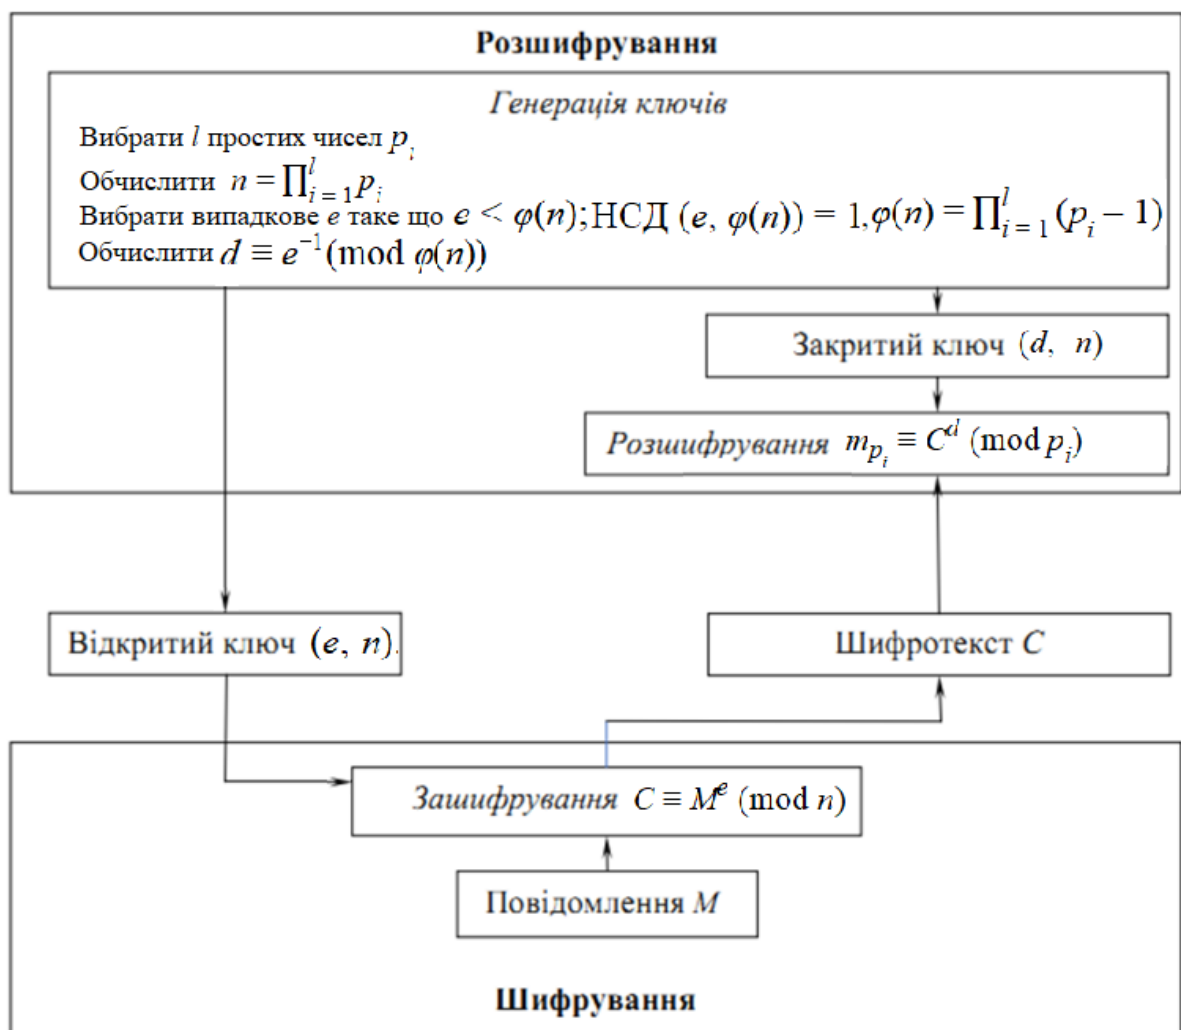 Розшифрування
Генерація ключів
Вибрати l простих чисел p_i
Обчислити n = ∏_{i = 1}^{l} p_i
Вибрати випадкове e таке що e < φ(n); НСД (e, φ(n)) = 1, φ(n) = ∏_{i = 1}^{l} (p_i − 1)
Обчислити d ≡ e^{−1} (mod φ(n))
Закритий ключ (d, n)
Розшифрування m_{p_i} ≡ C^d (mod p_i)
Відкритий ключ (e, n).
Шифротекст C
Зашифрування C ≡ M^e (mod n)
Повідомлення M
Шифрування